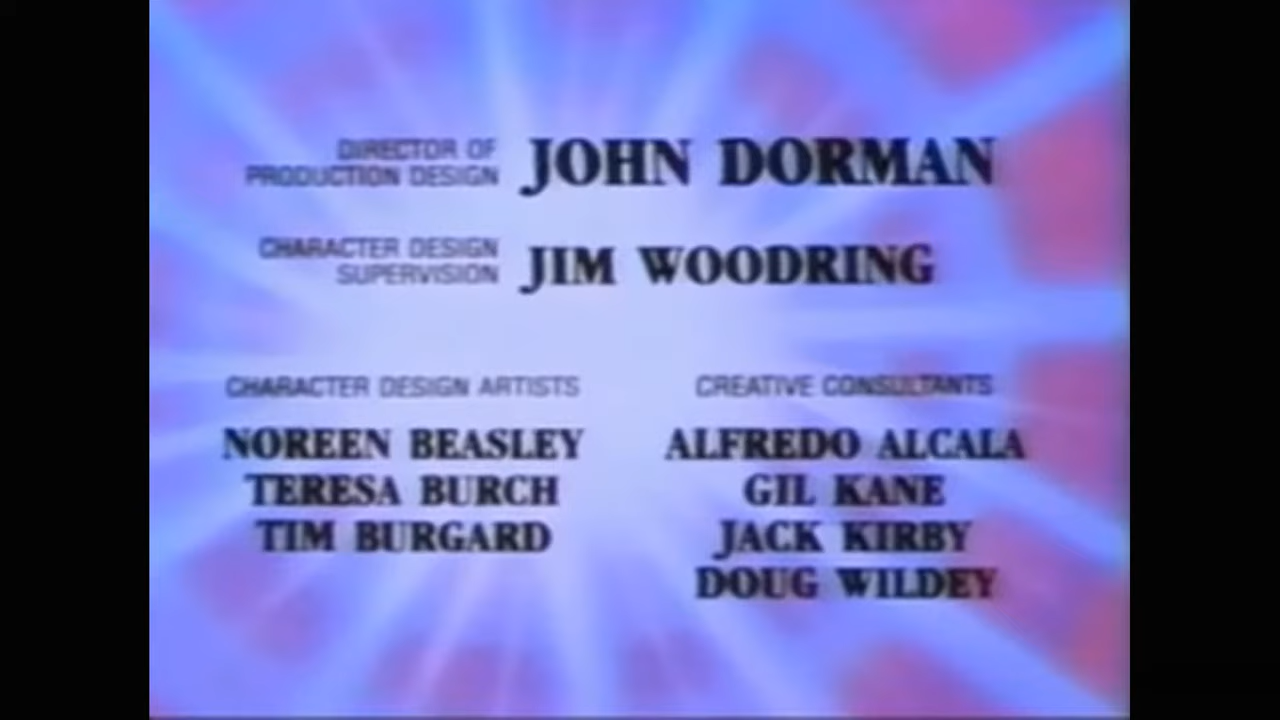 DIRECTOR OF
PRODUCTION DESIGN
JOHN DORMAN
CHARACTER DESIGN
SUPERVISION
JIM WOODRING
CHARACTER DESIGN ARTISTS
NOREEN BEASLEY
TERESA BURCH
TIM BURGARD
CREATIVE CONSULTANTS
ALFREDO ALCALA
GIL KANE
JACK KIRBY
DOUG WILDEY